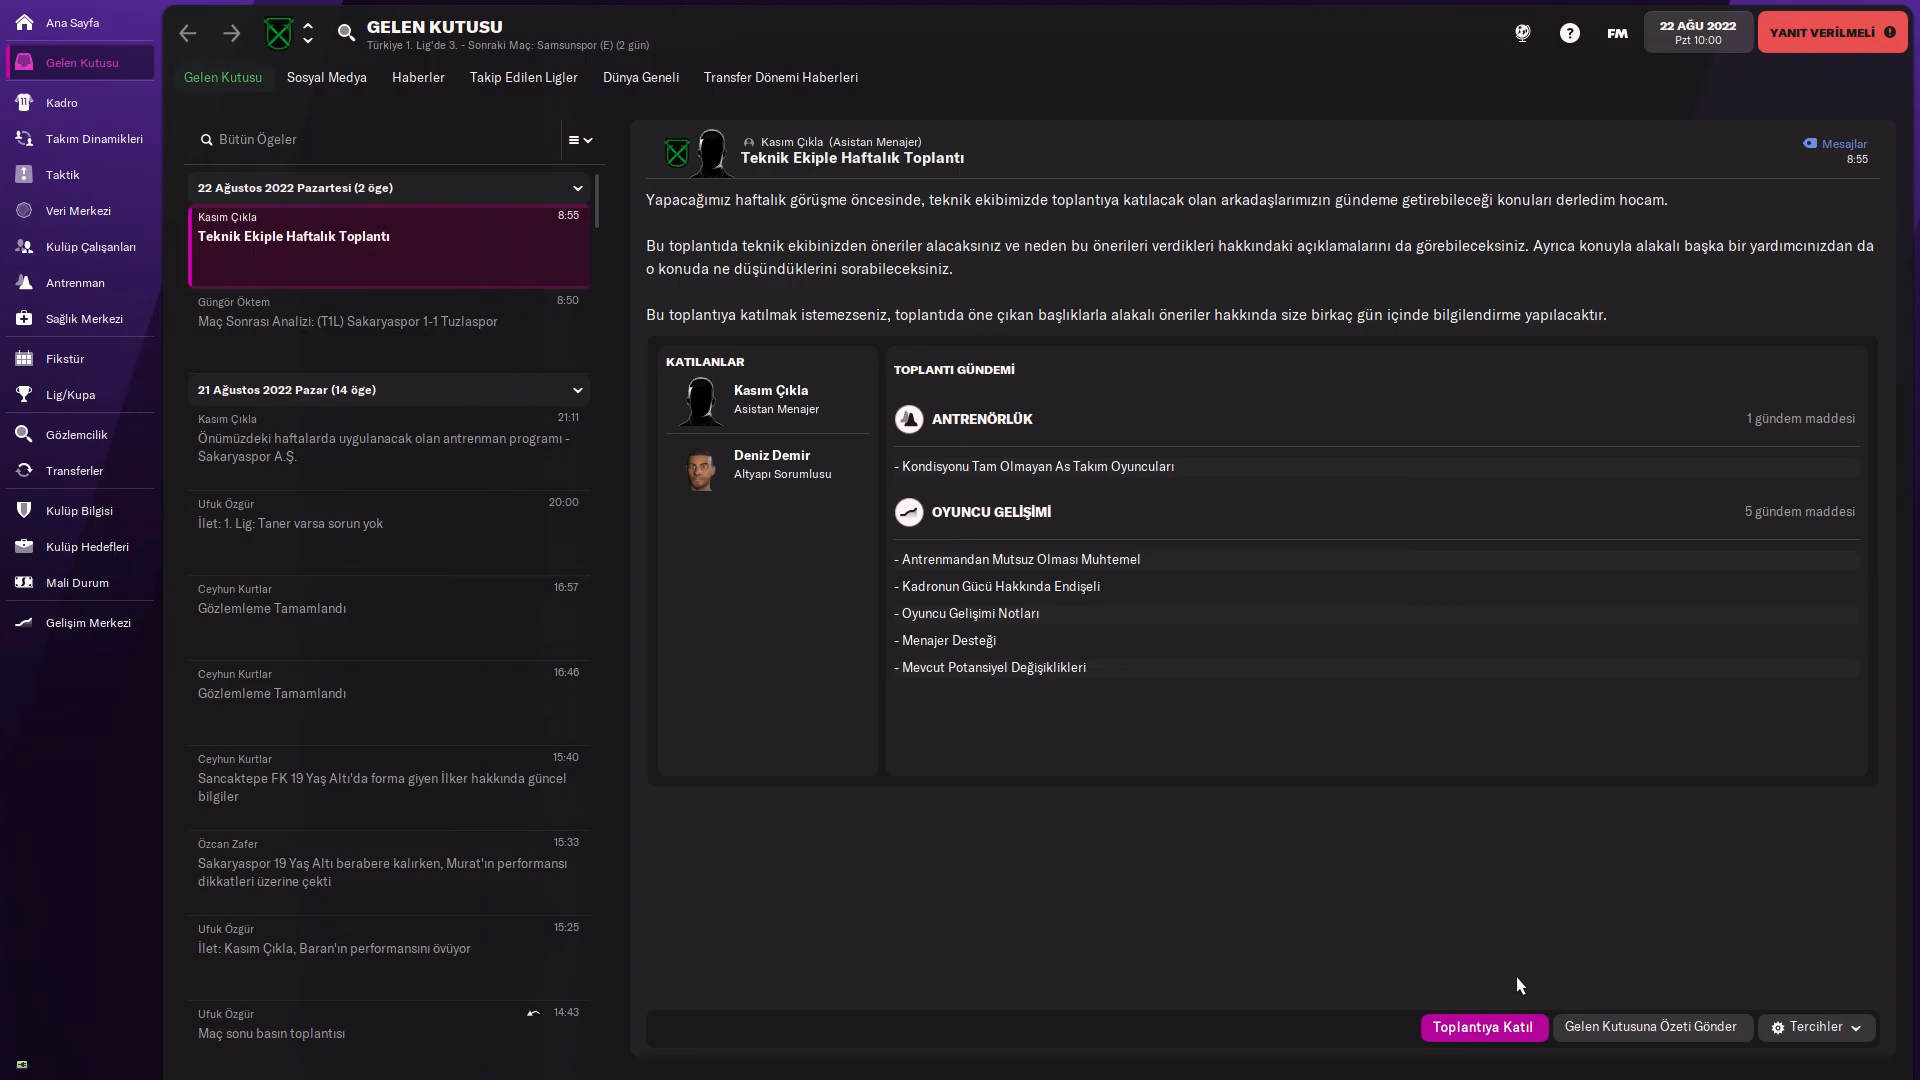 Ana Sayfa
Gelen Kutusu
Kadro
Takım Dinamikleri
Taktik
Veri Merkezi
Kulüp Çalışanları
Antrenman
Sağlık Merkezi
Fikstür
Lig/Kupa
Gözlemcilik
Transferler
Kulüp Bilgisi
Kulüp Hedefleri
Mali Durum
Gelişim Merkezi
GELEN KUTUSU
Türkiye 1. Lig'de 3. - Sonraki Maç: Samsunspor (E) (2 gün)
FM
22 AĞU 2022
Pzt 10:00
YANIT VERİLMELİ
Gelen Kutusu Sosyal Medya Haberler Takip Edilen Ligler Dünya Geneli Transfer Dönemi Haberleri
Bütün Ögeler
22 Ağustos 2022 Pazartesi (2 öge)
Kasım Çıkla 8:55
Teknik Ekiple Haftalık Toplantı
Güngör Öktem 8:50
Maç Sonrası Analizi: (T1L) Sakaryaspor 1-1 Tuzlaspor
21 Ağustos 2022 Pazar (14 öge)
Kasım Çıkla 21:11
Önümüzdeki haftalarda uygulanacak olan antrenman programı -
Sakaryaspor A.Ş.
Ufuk Özgür 20:00
İlet: 1. Lig: Taner varsa sorun yok
Ceyhun Kurtlar 16:57
Gözlemleme Tamamlandı
Ceyhun Kurtlar 16:46
Gözlemleme Tamamlandı
Ceyhun Kurtlar 15:40
Sancaktepe FK 19 Yaş Altı'da forma giyen İlker hakkında güncel
bilgiler
Özcan Zafer 15:33
Sakaryaspor 19 Yaş Altı berabere kalırken, Murat'ın performansı
dikkatleri üzerine çekti
Ufuk Özgür 15:25
İlet: Kasım Çıkla, Baran'ın performansını övüyor
Ufuk Özgür 14:43
Maç sonu basın toplantısı
Kasım Çıkla (Asistan Menajer)
Teknik Ekiple Haftalık Toplantı
Mesajlar
8:55
Yapacağımız haftalık görüşme öncesinde, teknik ekibimizde toplantıya katılacak olan arkadaşlarımızın gündeme getirebileceği konuları derledim hocam.
Bu toplantıda teknik ekibinizden öneriler alacaksınız ve neden bu önerileri verdikleri hakkındaki açıklamalarını da görebileceksiniz. Ayrıca konuyla alakalı başka bir yardımcınızdan da
o konuda ne düşündüklerini sorabileceksiniz.
Bu toplantıya katılmak istemezseniz, toplantıda öne çıkan başlıklarla alakalı öneriler hakkında size birkaç gün içinde bilgilendirme yapılacaktır.
KATILANLAR
Kasım Çıkla
Asistan Menajer
Deniz Demir
Altyapı Sorumlusu
TOPLANTI GÜNDEMİ
ANTRENÖRLÜK 1 gündem maddesi
- Kondisyonu Tam Olmayan As Takım Oyuncuları
OYUNCU GELİŞİMİ 5 gündem maddesi
- Antrenmandan Mutsuz Olması Muhtemel
- Kadronun Gücü Hakkında Endişeli
- Oyuncu Gelişimi Notları
- Menajer Desteği
- Mevcut Potansiyel Değişiklikleri
Toplantıya Katıl Gelen Kutusuna Özeti Gönder Tercihler